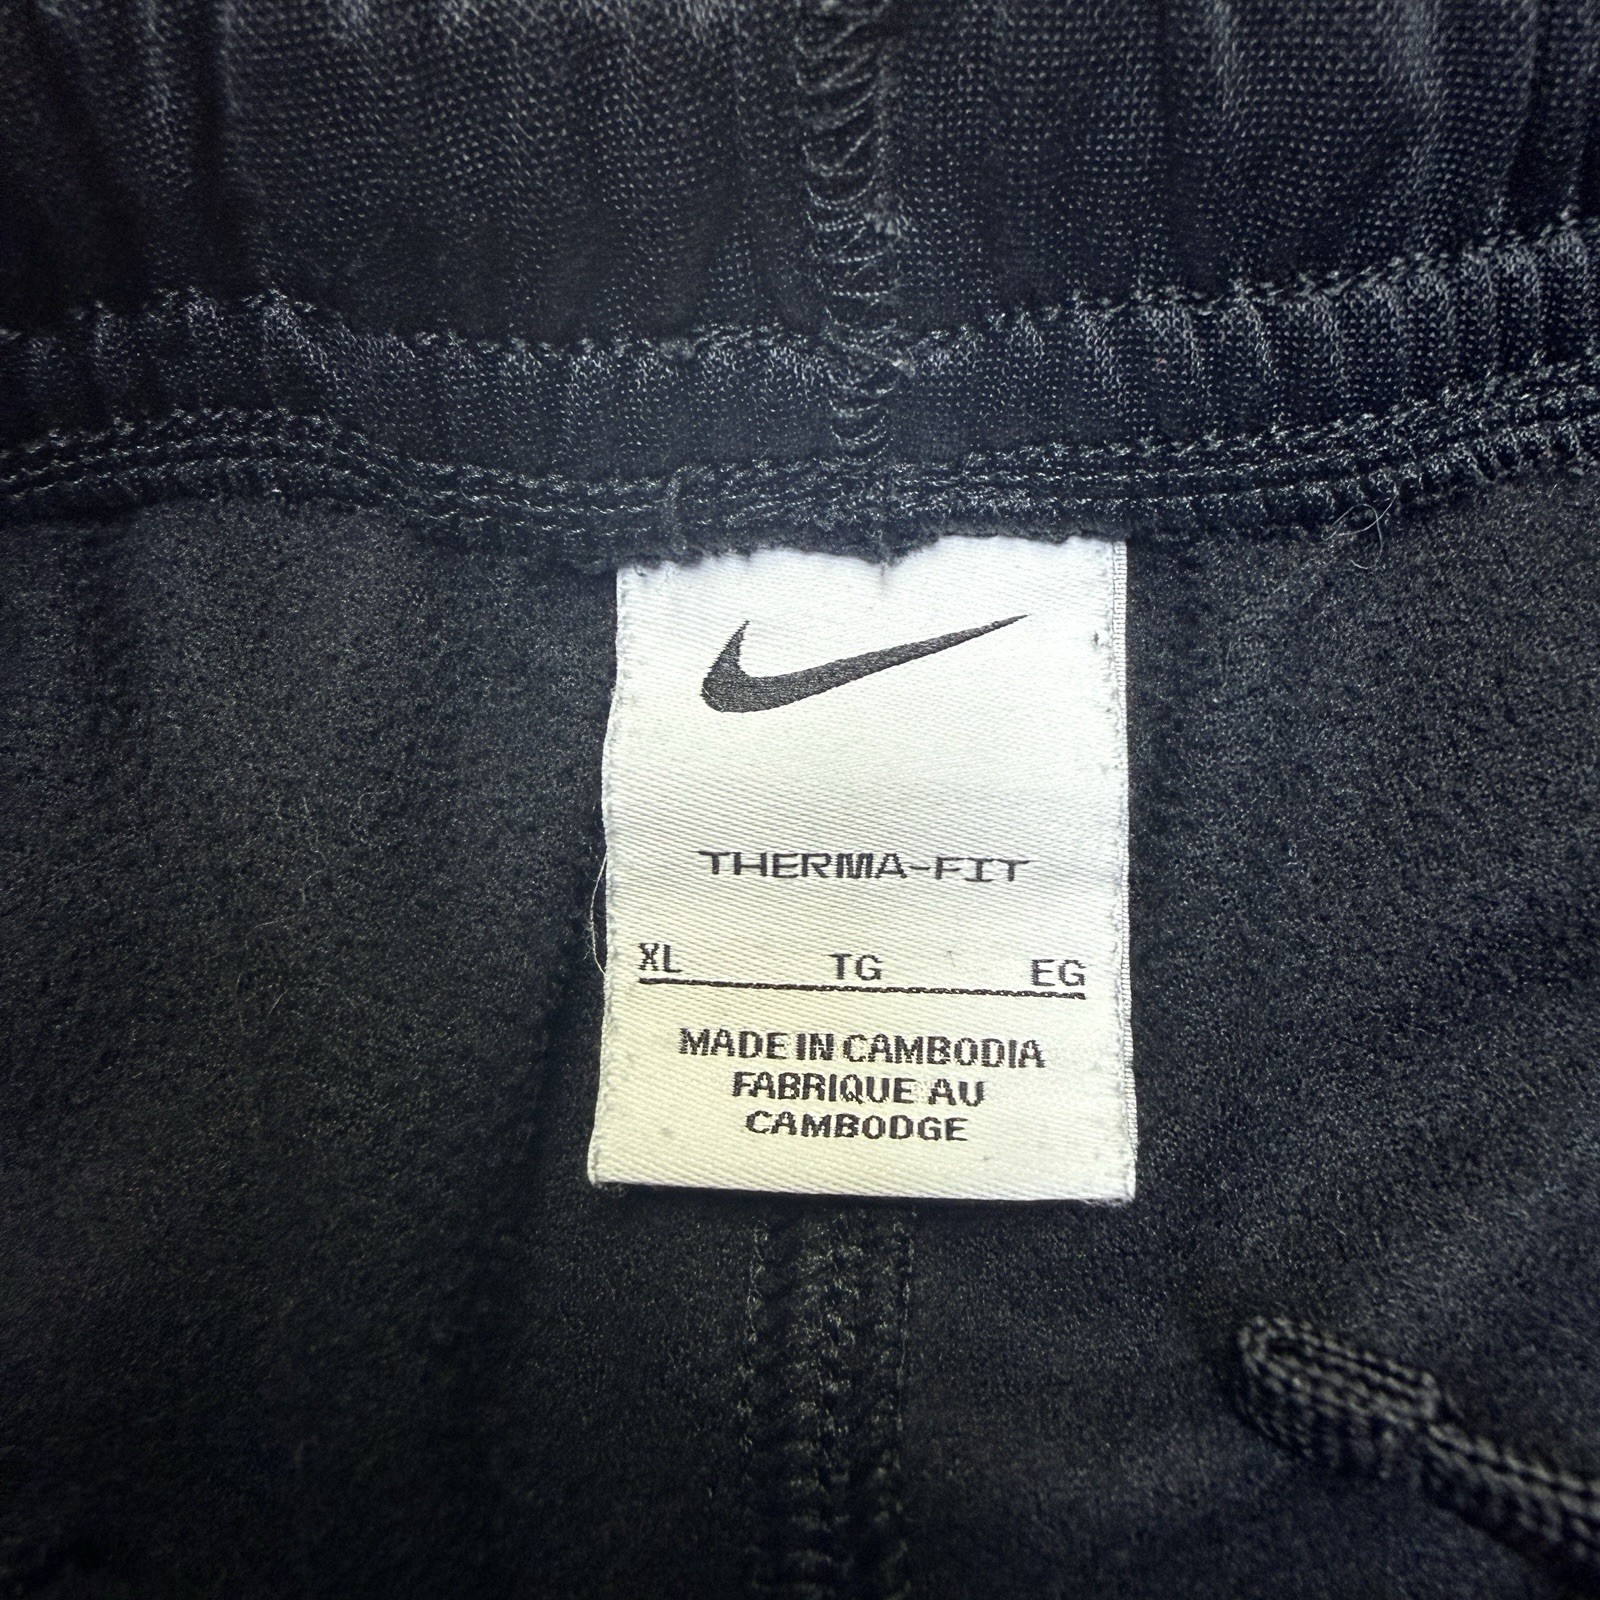 THERMA-FIT
XL TG EG
MADE IN CAMBODIA
FABRIQUE AU
CAMBODGE